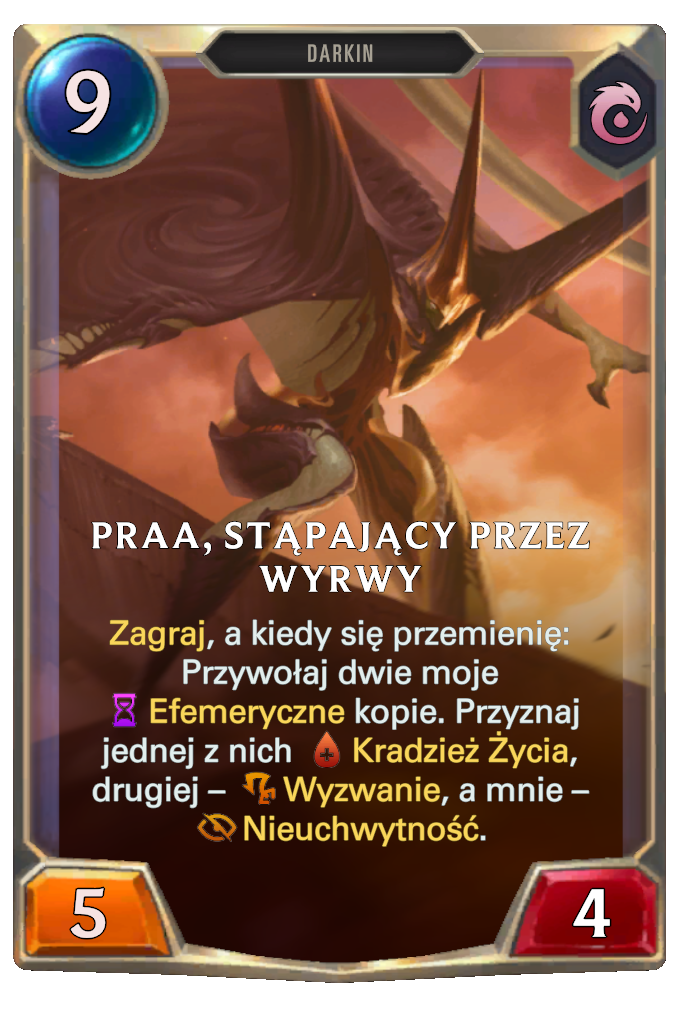 DARKIN
9
PRAA, STĄPAJĄCY PRZEZ
WYRWY
Zagraj, a kiedy się przemienię:
Przywołaj dwie moje
Efemeryczne kopie. Przyznaj
jednej z nich Kradzież Życia,
drugiej – Wyzwanie, a mnie –
Nieuchwytność.
5
4